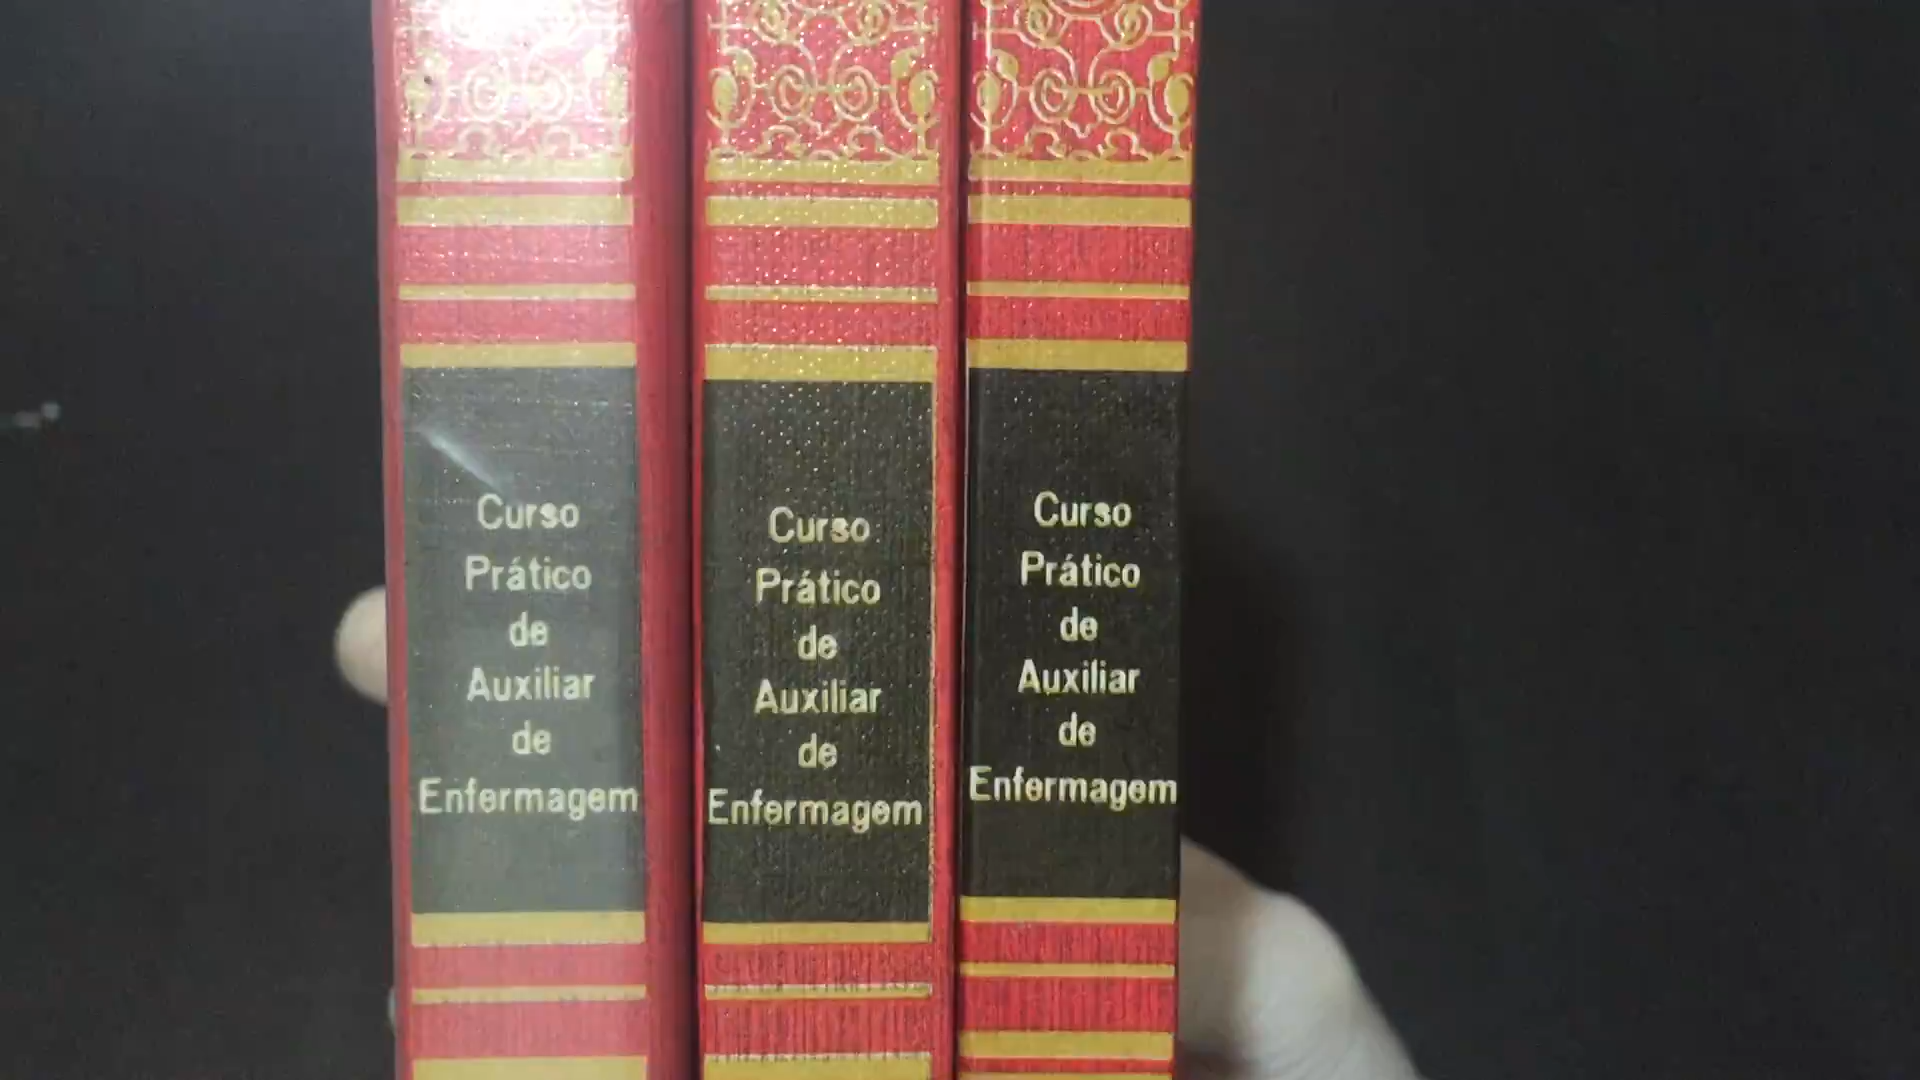 Curso
Prático
de
Auxiliar
de
Enfermagem
Curso
Prático
de
Auxiliar
de
Enfermagem
Curso
Prático
de
Auxiliar
de
Enfermagem